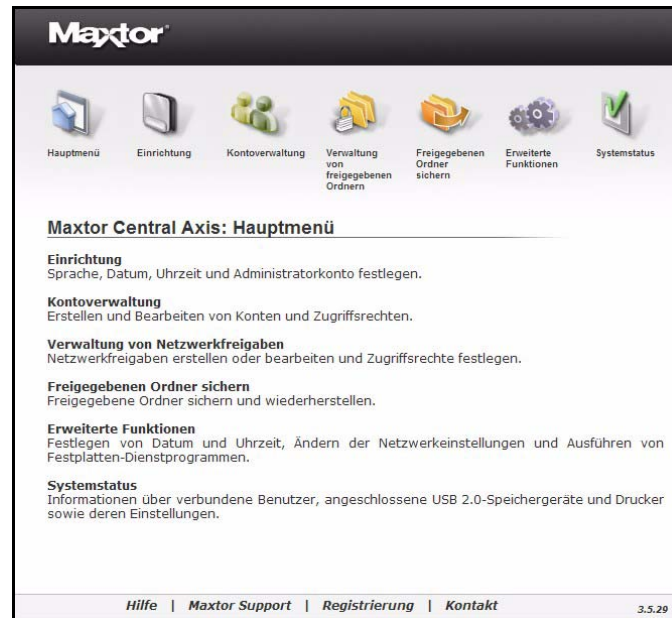 Maxtor
Hauptmenü
Einrichtung
Kontoverwaltung
Verwaltung
von
freigegebenen
Ordnern
Freigegebenen
Ordner
sichern
Erweiterte
Funktionen
Systemstatus
Maxtor Central Axis: Hauptmenü
Einrichtung
Sprache, Datum, Uhrzeit und Administratorkonto festlegen.
Kontoverwaltung
Erstellen und Bearbeiten von Konten und Zugriffsrechten.
Verwaltung von Netzwerkfreigaben
Netzwerkfreigaben erstellen oder bearbeiten und Zugriffsrechte festlegen.
Freigegebenen Ordner sichern
Freigegebene Ordner sichern und wiederherstellen.
Erweiterte Funktionen
Festlegen von Datum und Uhrzeit, Ändern der Netzwerkeinstellungen und Ausführen von
Festplatten-Dienstprogrammen.
Systemstatus
Informationen über verbundene Benutzer, angeschlossene USB 2.0-Speichergeräte und Drucker
sowie deren Einstellungen.
Hilfe | Maxtor Support | Registrierung | Kontakt
3.5.29